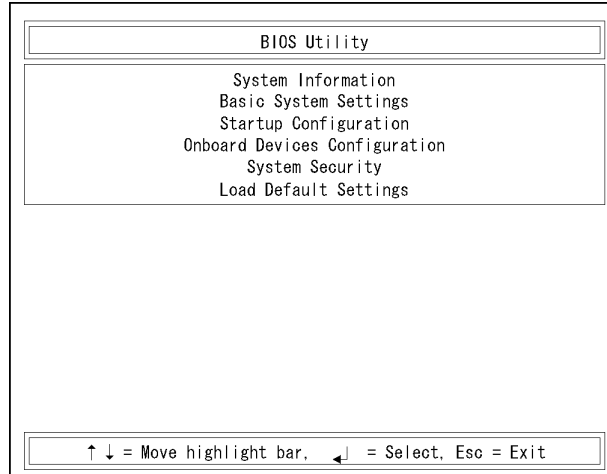 BIOS Utility
System Information
Basic System Settings
Startup Configuration
Onboard Devices Configuration
System Security
Load Default Settings
↑ ↓ = Move highlight bar, ↵ = Select, Esc = Exit